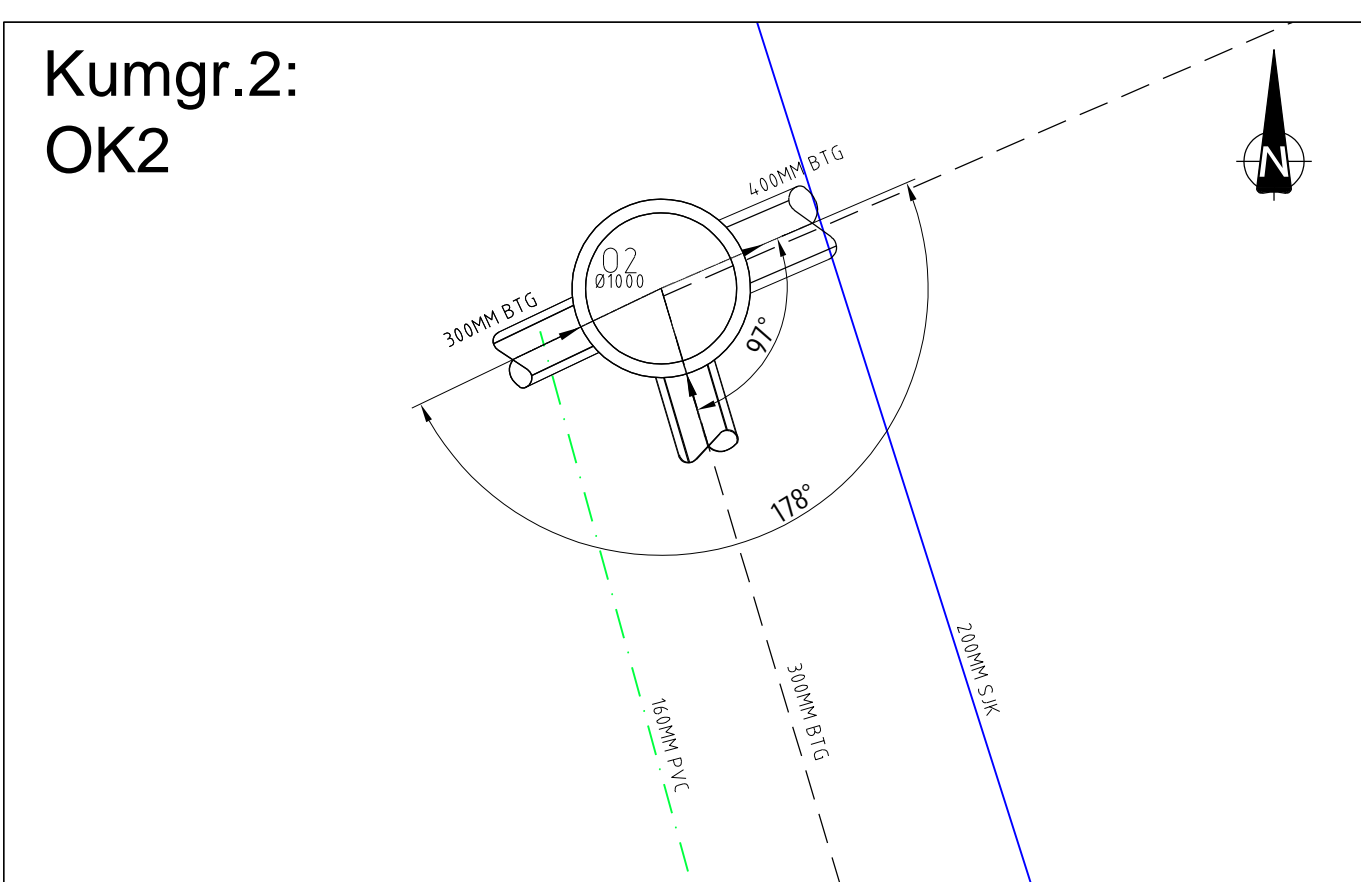 Kumgr.2:
OK2
N
400MM BTG
O2
Ø1000
300MM BTG
97°
178°
200MM SJK
300MM BTG
160MM PVC